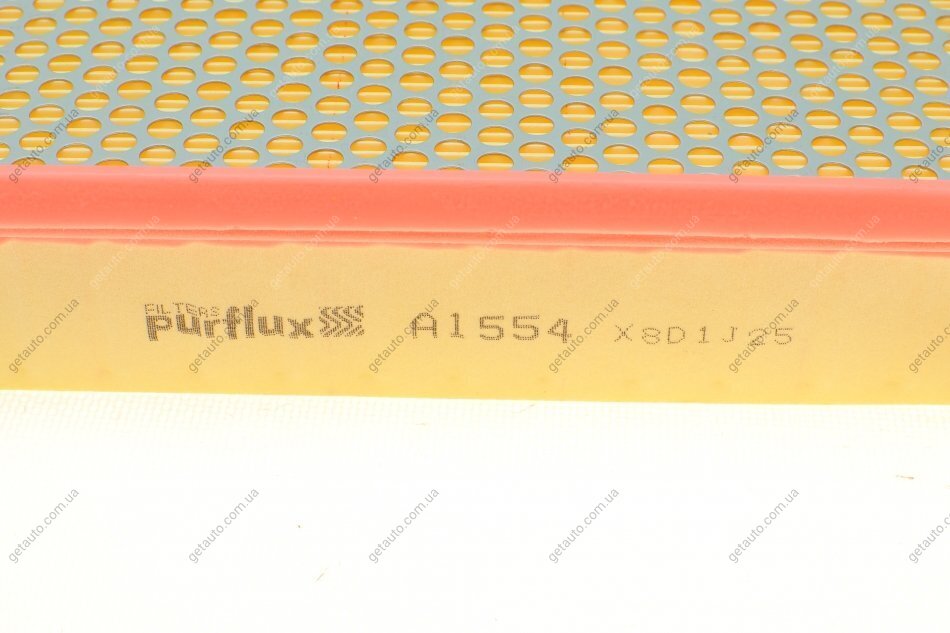 FILTERS
purflux A1554 X8D1J25
getauto.com.ua